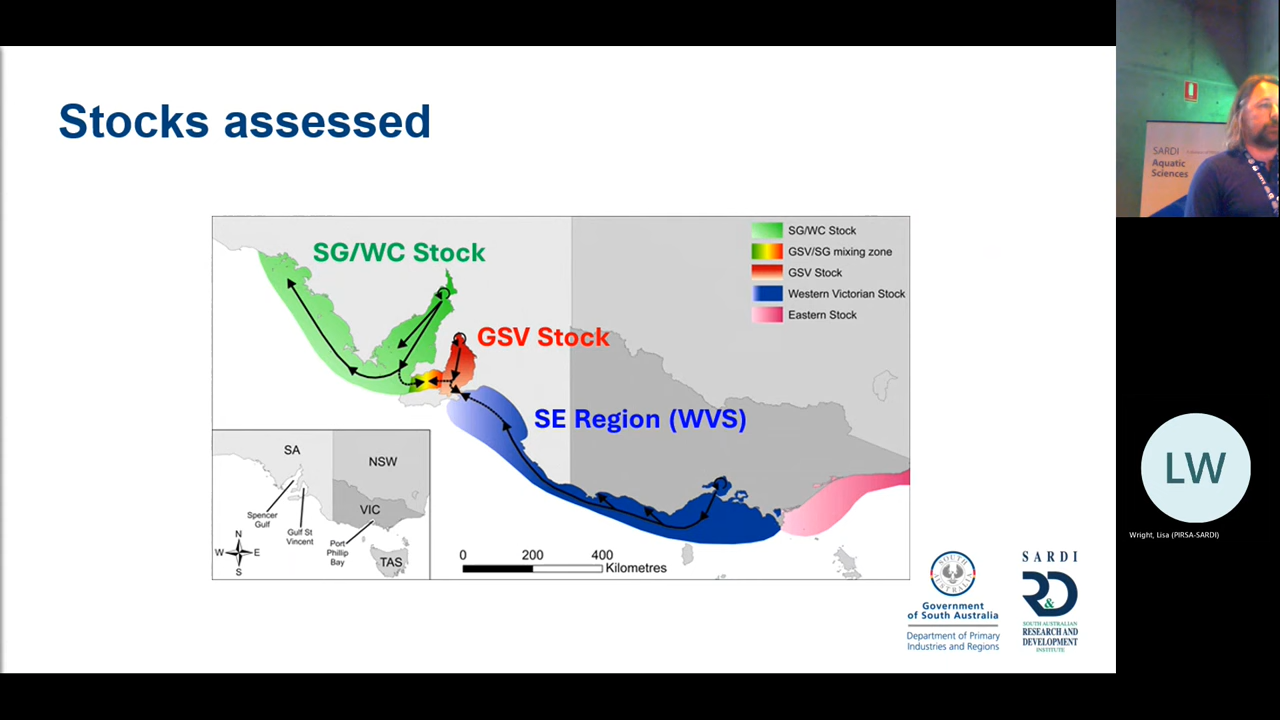 Stocks assessed
SG/WC Stock
GSV Stock
SE Region (WVS)
SG/WC Stock
GSV/SG mixing zone
GSV Stock
Western Victorian Stock
Eastern Stock
SA
NSW
VIC
TAS
Spencer
Gulf
Gulf St
Vincent
Port
Phillip
Bay
N
W
E
S
0 200 400
Kilometres
SOUTH
AUSTRALIA
Government
of South Australia
Department of Primary
Industries and Regions
SARDI
R&D
SOUTH AUSTRALIAN
RESEARCH AND
DEVELOPMENT
INSTITUTE
SARDI
Aquatic
Sciences
LW
Wright, Lisa (PIRSA-SARDI)